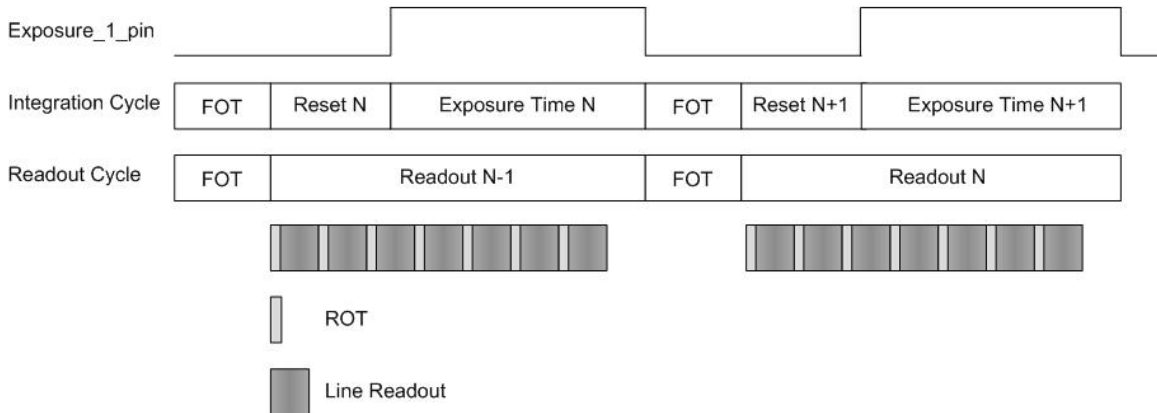 Exposure_1_pin
Integration Cycle
FOT
Reset N
Exposure Time N
FOT
Reset N+1
Exposure Time N+1
Readout Cycle
FOT
Readout N-1
FOT
Readout N
ROT
Line Readout